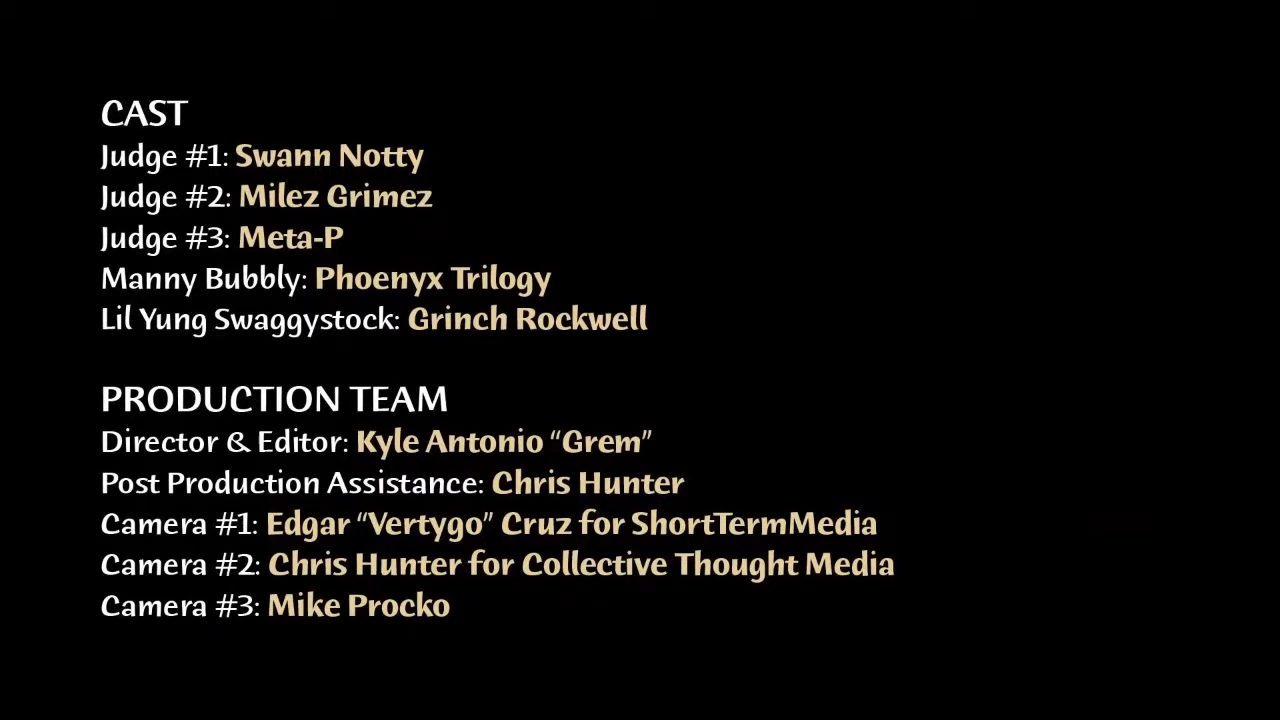 CAST
Judge #1: Swann Notty
Judge #2: Milez Grimez
Judge #3: Meta-P
Manny Bubbly: Phoenyx Trilogy
Lil Yung Swaggystock: Grinch Rockwell
PRODUCTION TEAM
Director & Editor: Kyle Antonio “Grem”
Post Production Assistance: Chris Hunter
Camera #1: Edgar “Vertygo” Cruz for ShortTermMedia
Camera #2: Chris Hunter for Collective Thought Media
Camera #3: Mike Procko